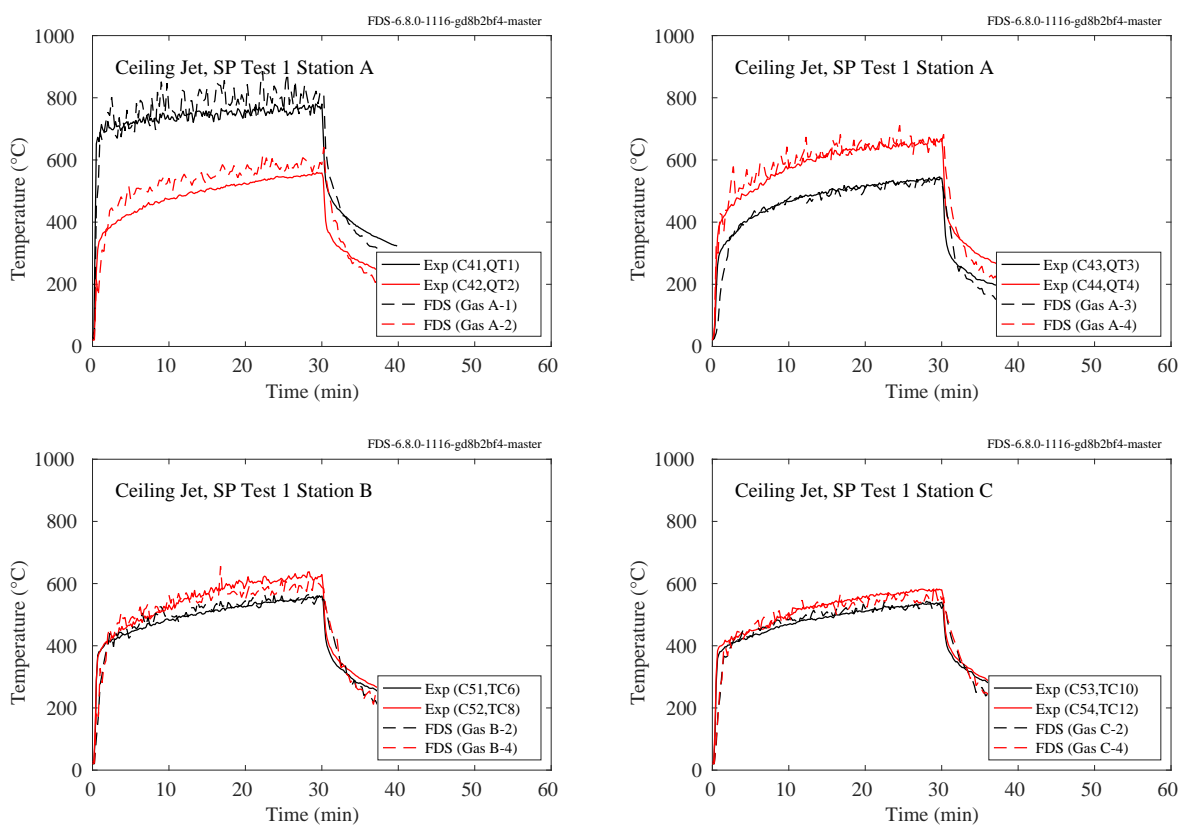 FDS-6.8.0-1116-gd8b2bf4-master
Ceiling Jet, SP Test 1 Station A
Temperature (°C)
1000
800
600
400
200
0
Exp (C41,QT1)
Exp (C42,QT2)
FDS (Gas A-1)
FDS (Gas A-2)
0 10 20 30 40 50 60
Time (min)
FDS-6.8.0-1116-gd8b2bf4-master
Ceiling Jet, SP Test 1 Station A
Temperature (°C)
1000
800
600
400
200
0
Exp (C43,QT3)
Exp (C44,QT4)
FDS (Gas A-3)
FDS (Gas A-4)
0 10 20 30 40 50 60
Time (min)
FDS-6.8.0-1116-gd8b2bf4-master
Ceiling Jet, SP Test 1 Station B
Temperature (°C)
1000
800
600
400
200
0
Exp (C51,TC6)
Exp (C52,TC8)
FDS (Gas B-2)
FDS (Gas B-4)
0 10 20 30 40 50 60
Time (min)
FDS-6.8.0-1116-gd8b2bf4-master
Ceiling Jet, SP Test 1 Station C
Temperature (°C)
1000
800
600
400
200
0
Exp (C53,TC10)
Exp (C54,TC12)
FDS (Gas C-2)
FDS (Gas C-4)
0 10 20 30 40 50 60
Time (min)